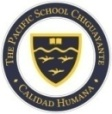 THE PACIFIC SCHOOL CHIGUAYANTE
• CALIDAD HUMANA •